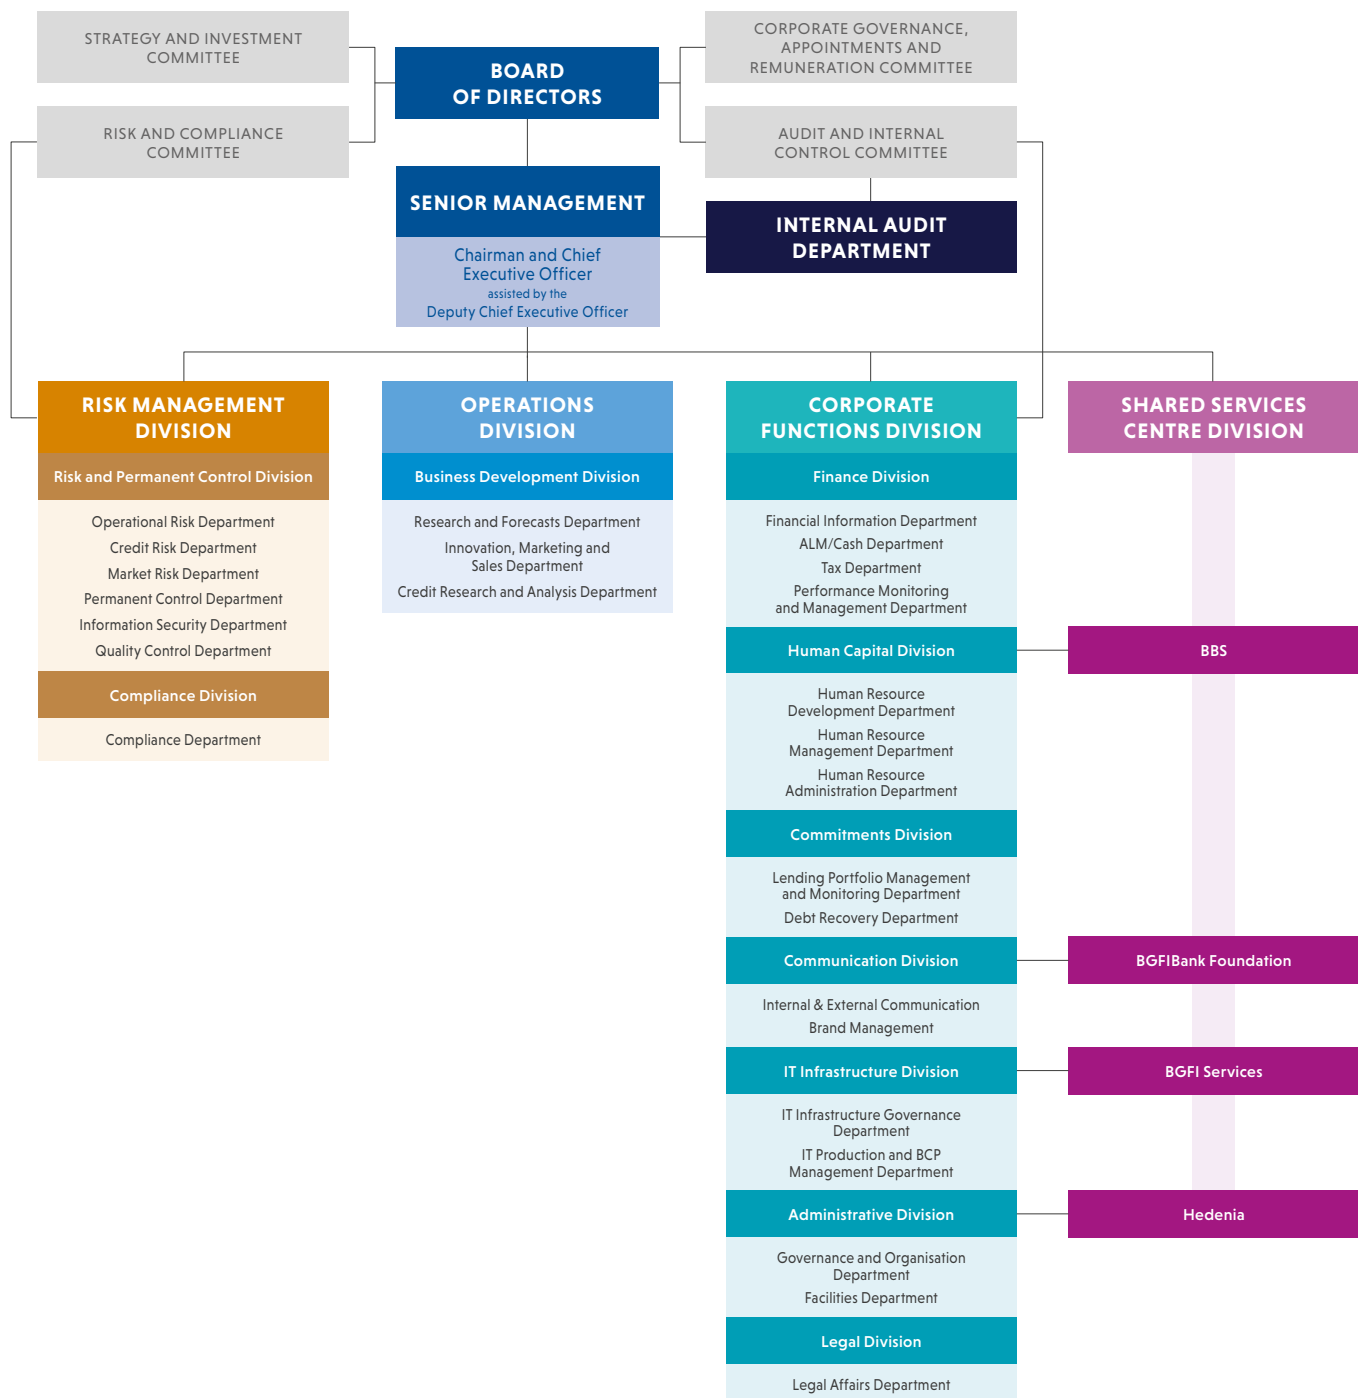 STRATEGY AND INVESTMENT
COMMITTEE
RISK AND COMPLIANCE
COMMITTEE
BOARD
OF DIRECTORS
CORPORATE GOVERNANCE,
APPOINTMENTS AND
REMUNERATION COMMITTEE
AUDIT AND INTERNAL
CONTROL COMMITTEE
SENIOR MANAGEMENT
Chairman and Chief
Executive Officer
assisted by the
Deputy Chief Executive Officer
INTERNAL AUDIT
DEPARTMENT
RISK MANAGEMENT
DIVISION
Risk and Permanent Control Division
Operational Risk Department
Credit Risk Department
Market Risk Department
Permanent Control Department
Information Security Department
Quality Control Department
Compliance Division
Compliance Department
OPERATIONS
DIVISION
Business Development Division
Research and Forecasts Department
Innovation, Marketing and
Sales Department
Credit Research and Analysis Department
CORPORATE
FUNCTIONS DIVISION
Finance Division
Financial Information Department
ALM/Cash Department
Tax Department
Performance Monitoring
and Management Department
Human Capital Division
Human Resource
Development Department
Human Resource
Management Department
Human Resource
Administration Department
Commitments Division
Lending Portfolio Management
and Monitoring Department
Debt Recovery Department
Communication Division
Internal & External Communication
Brand Management
IT Infrastructure Division
IT Infrastructure Governance
Department
IT Production and BCP
Management Department
Administrative Division
Governance and Organisation
Department
Facilities Department
Legal Division
Legal Affairs Department
SHARED SERVICES
CENTRE DIVISION
BBS
BGFIBank Foundation
BGFI Services
Hedenia